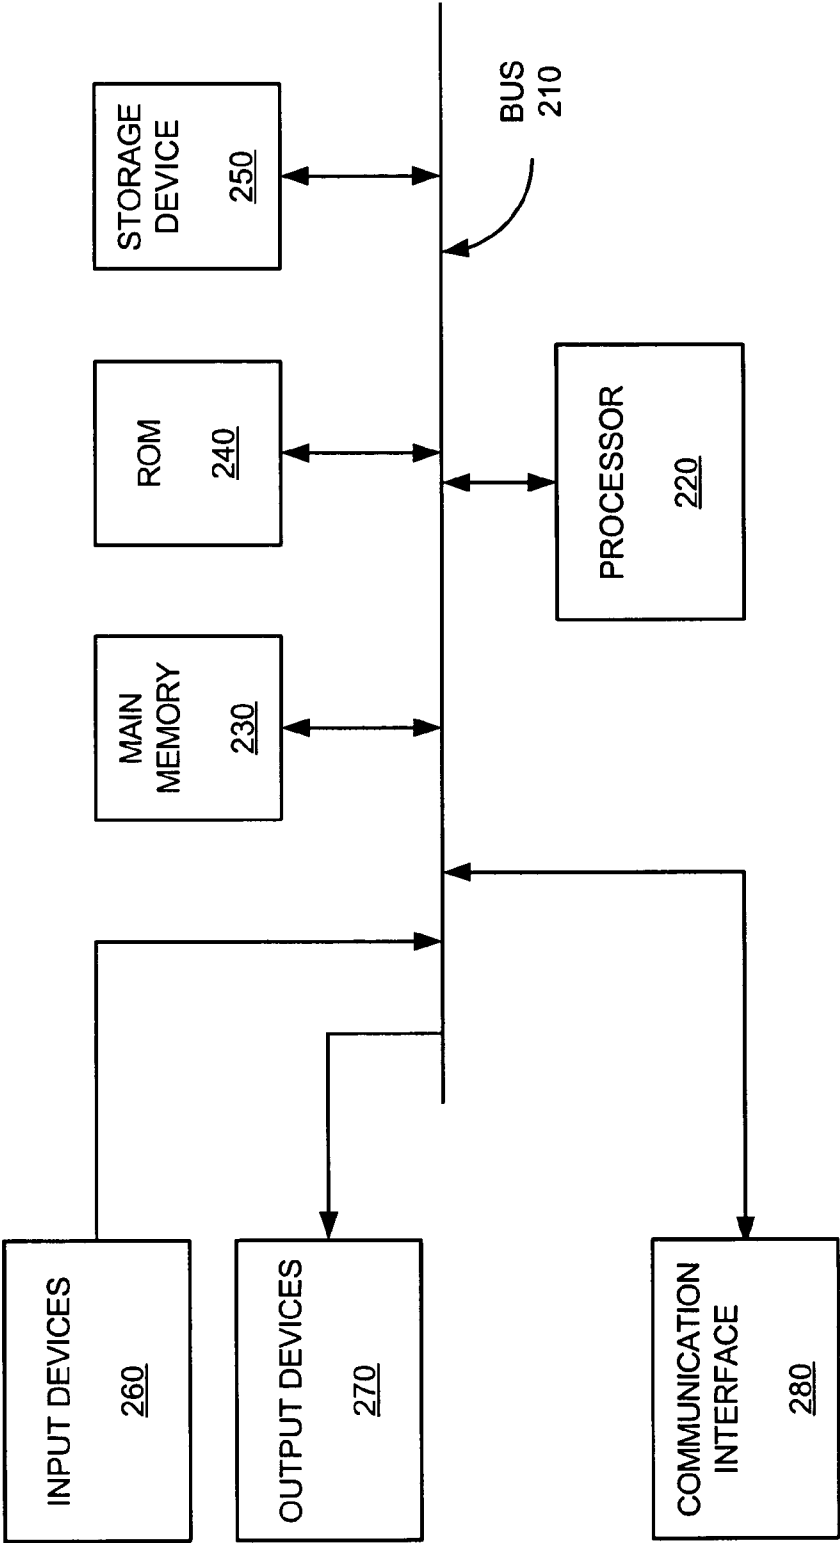 INPUT DEVICES
260
MAIN
MEMORY
230
ROM
240
STORAGE
DEVICE
250
OUTPUT DEVICES
270
BUS
210
PROCESSOR
220
COMMUNICATION
INTERFACE
280